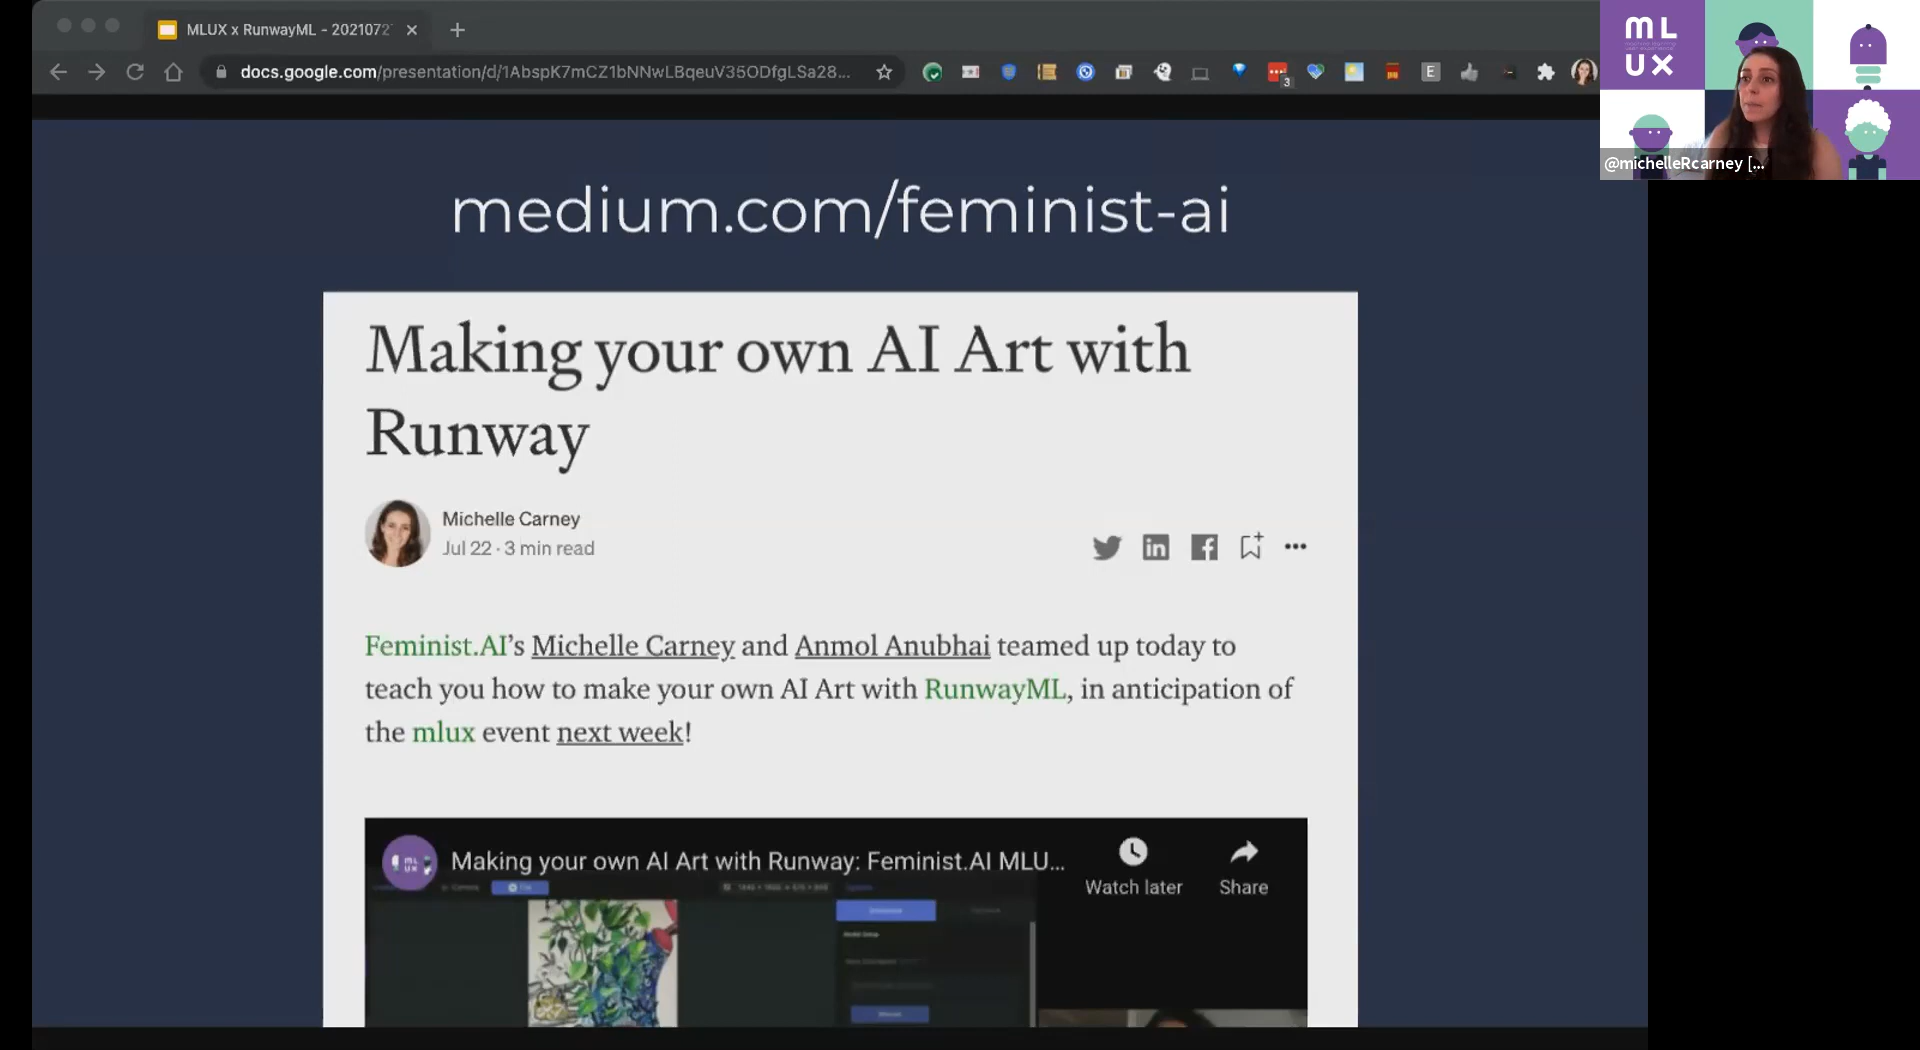 MLUX x RunwayML - 2021072
docs.google.com/presentation/d/1AbspK7mCZ1bNNwLBqeuV35ODfgLSa28...
3
E
ML
UX
@michelleRcarney [...
medium.com/feminist-ai
Making your own AI Art with
Runway
Michelle Carney
Jul 22 · 3 min read
Feminist.AI's Michelle Carney and Anmol Anubhai teamed up today to
teach you how to make your own AI Art with RunwayML, in anticipation of
the mlux event next week!
ML
UX
Making your own AI Art with Runway: Feminist.AI MLU...
Watch later
Share